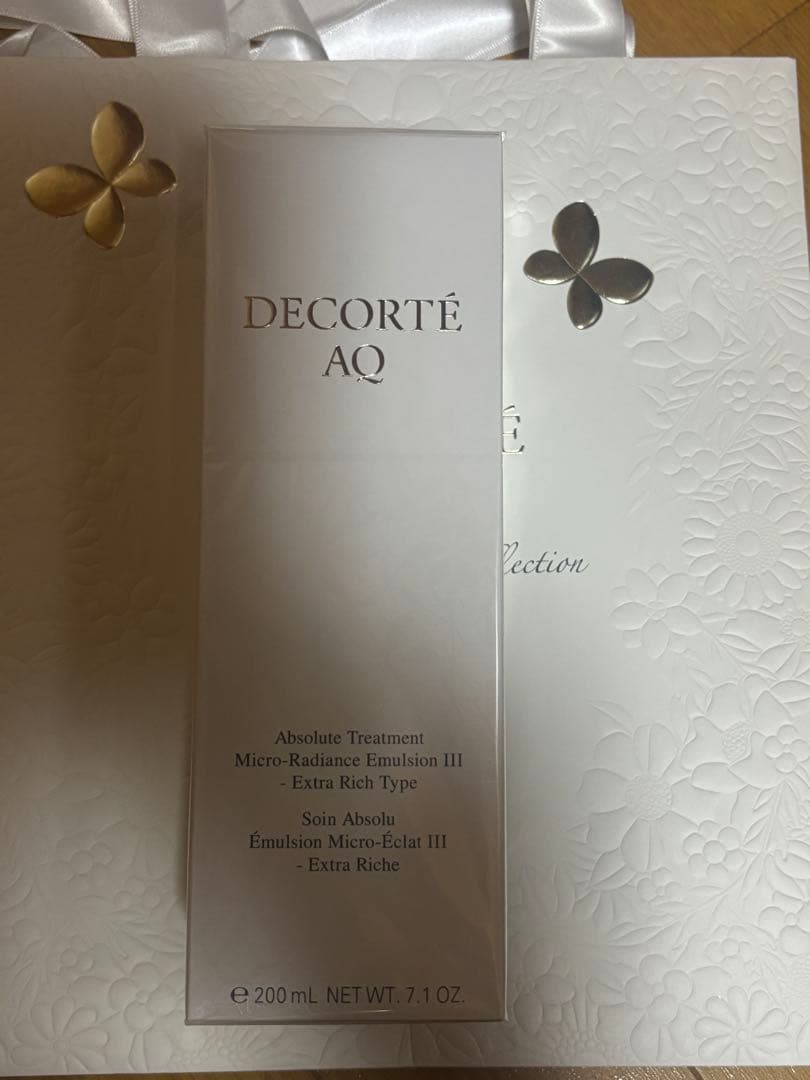 DECORTÉ
AQ
É
llection
Absolute Treatment
Micro-Radiance Emulsion III
- Extra Rich Type
Soin Absolu
Émulsion Micro-Éclat III
- Extra Riche
℮ 200 mL NET WT. 7.1 OZ.